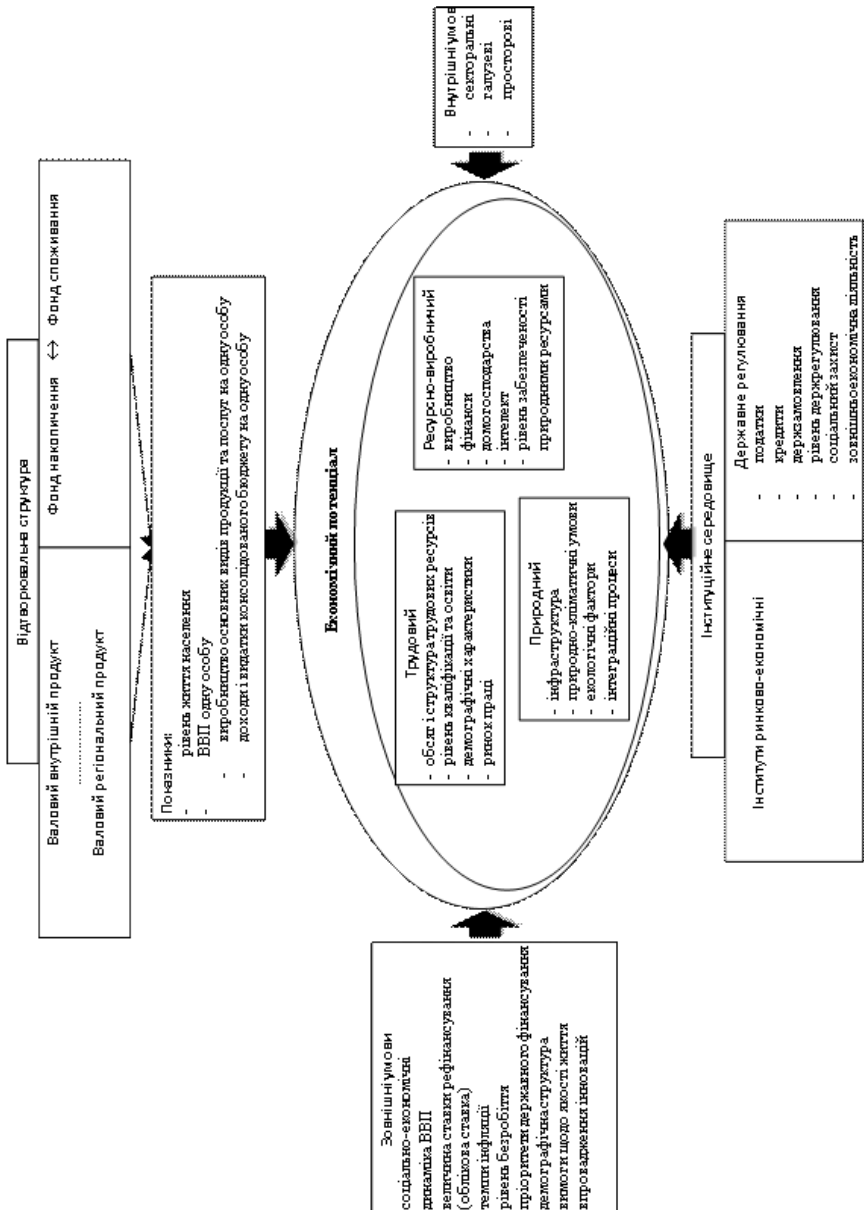 Відтворювальна структура
Валовий внутрішній продукт
Валовий регіональний продукт
Фонд накопичення ↔ Фонд споживання
Показники:
- рівень життя населення
- ВВП одну особу
- виробництво основних видів продукції та послуг на одну особу
- доходи і видатки консолідованого бюджету на одну особу
Зовнішні умови
соціально-економічні
динаміка ВВП
величина ставки рефінансування
(облікова ставка)
темпи інфляції
рівень безробіття
пріоритети державного фінансування
демографічна структура
вимоги щодо якості життя
впровадження інновацій
Економічний потенціал
Трудовий
- обсяг і структура трудових ресурсів
- рівень кваліфікації та освіти
- демографічні характеристики
- ринок праці
Ресурсно-виробничий
- виробництво
- фінанси
- домогосподарства
- інтелект
- рівень забезпеченості
природними ресурсами
Природний
- інфраструктура
- природно-кліматичні умови
- екологічні фактори
- інтеграційні процеси
Внутрішні умов
- секторальні
- галузеві
- просторові
Інституційне середовище
Інститути ринково-економічні
Державне регулювання
- податки
- кредити
- держзамовлення
- рівень держрегулювання
- соціальний захист
- зовнішньоекономічна діяльність